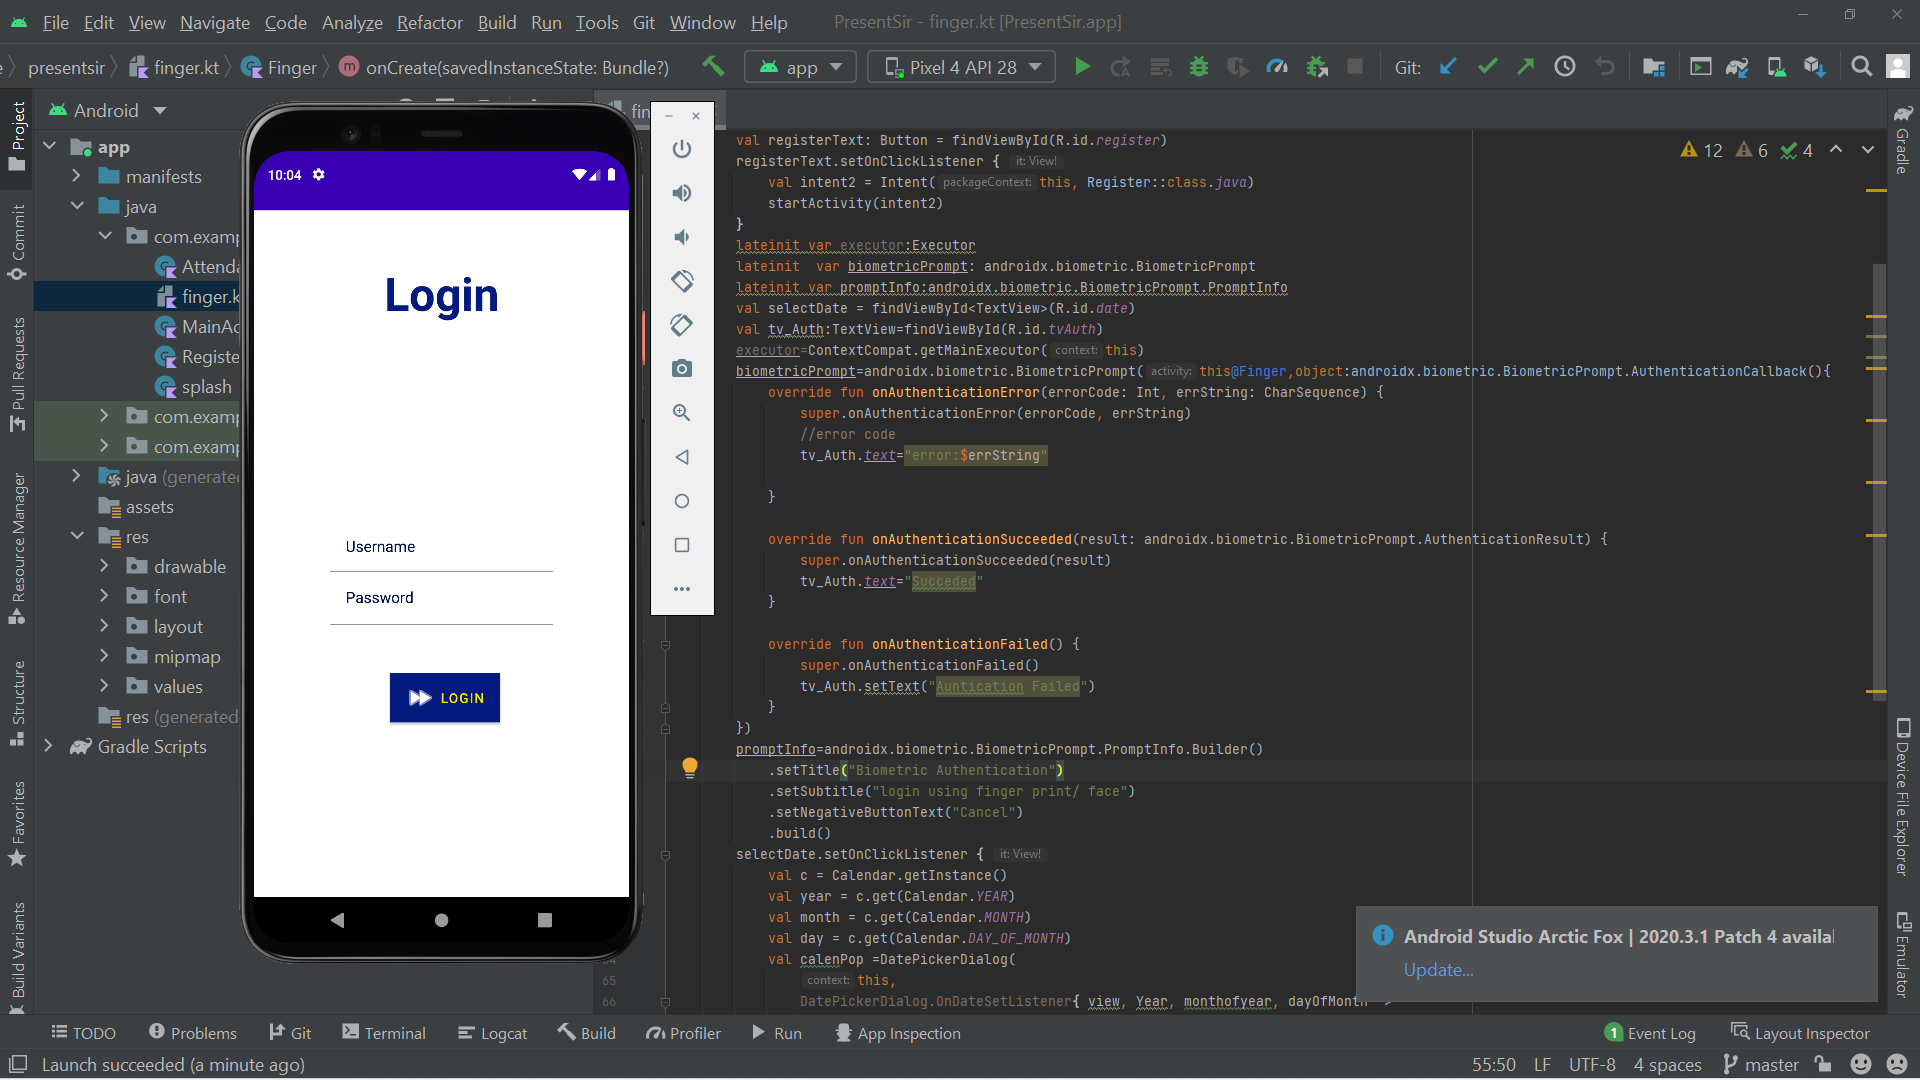 File Edit View Navigate Code Analyze Refactor Build Run Tools Git Window Help PresentSir - finger.kt [PresentSir.app]
presentsir finger.kt Finger m onCreate(savedInstanceState: Bundle?) app Pixel 4 API 28 Git:
Project
Commit
Pull Requests
Resource Manager
Structure
Favorites
Build Variants
Android
app
manifests
java
com.examp
Attenda
finger.k
MainAc
Registe
splash
com.examp
com.examp
java (generate
assets
res
drawable
font
layout
mipmap
values
res (generated
Gradle Scripts
10:04
Login
Username
Password
LOGIN
fin
12 6 4
val registerText: Button = findViewById(R.id.register)
registerText.setOnClickListener { it: View!
val intent2 = Intent( packageContext: this, Register::class.java)
startActivity(intent2)
}
lateinit var executor:Executor
lateinit  var biometricPrompt: androidx.biometric.BiometricPrompt
lateinit var promptInfo:androidx.biometric.BiometricPrompt.PromptInfo
val selectDate = findViewById<TextView>(R.id.date)
val tv_Auth:TextView=findViewById(R.id.tvAuth)
executor=ContextCompat.getMainExecutor( context: this)
biometricPrompt=androidx.biometric.BiometricPrompt( activity: this@Finger,object:androidx.biometric.BiometricPrompt.AuthenticationCallback(){
override fun onAuthenticationError(errorCode: Int, errString: CharSequence) {
super.onAuthenticationError(errorCode, errString)
//error code
tv_Auth.text="error:$errString"
}
override fun onAuthenticationSucceeded(result: androidx.biometric.BiometricPrompt.AuthenticationResult) {
super.onAuthenticationSucceeded(result)
tv_Auth.text="Succeded"
}
override fun onAuthenticationFailed() {
super.onAuthenticationFailed()
tv_Auth.setText("Auntication Failed")
}
})
promptInfo=androidx.biometric.BiometricPrompt.PromptInfo.Builder()
.setTitle("Biometric Authentication")
.setSubtitle("login using finger print/ face")
.setNegativeButtonText("Cancel")
.build()
selectDate.setOnClickListener { it: View!
val c = Calendar.getInstance()
val year = c.get(Calendar.YEAR)
val month = c.get(Calendar.MONTH)
val day = c.get(Calendar.DAY_OF_MONTH)
val calenPop =DatePickerDialog(
65 context: this,
66 DatePickerDialog.OnDateSetListener{ view, Year, monthofyear, dayOfMonth
Android Studio Arctic Fox | 2020.3.1 Patch 4 availa
Update...
Gradle
Device File Explorer
Emulator
TODO Problems Git Terminal Logcat Build Profiler Run App Inspection 1 Event Log Layout Inspector
Launch succeeded (a minute ago) 55:50 LF UTF-8 4 spaces master